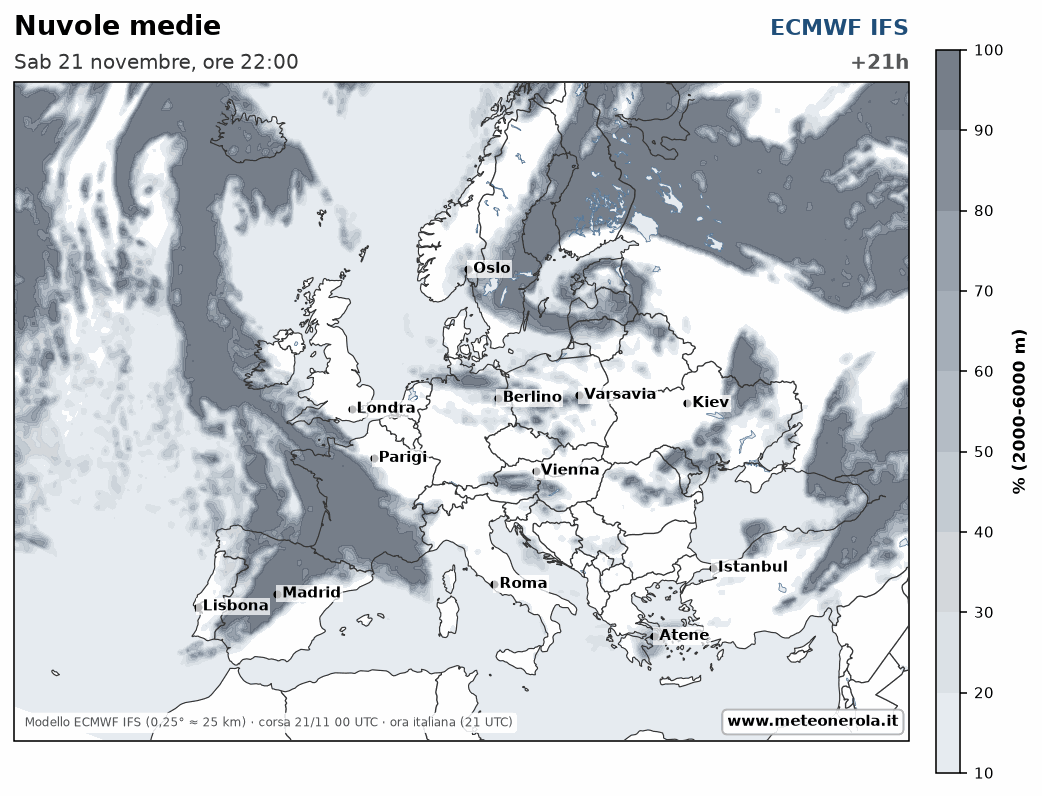 Nuvole medie
ECMWF IFS
Sab 21 novembre, ore 22:00
+21h
100
90
80
70
60
50
40
30
20
10
% (2000-6000 m)
Oslo
Berlino
Varsavia
Kiev
Londra
Parigi
Vienna
Istanbul
Roma
Madrid
Lisbona
Atene
Modello ECMWF IFS (0,25° ≈ 25 km) · corsa 21/11 00 UTC · ora italiana (21 UTC)
www.meteonerola.it